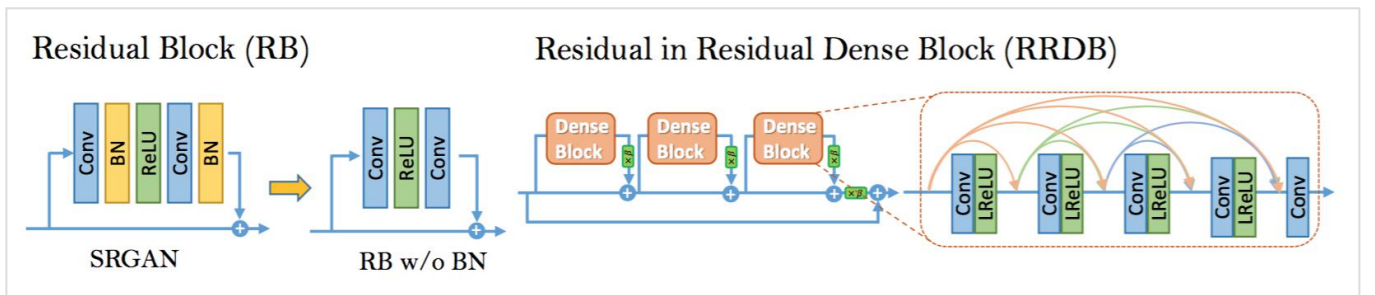 Residual Block (RB)
Conv
BN
ReLU
Conv
BN
SRGAN
Conv
ReLU
Conv
RB w/o BN
Residual in Residual Dense Block (RRDB)
Dense
Block
×β
Dense
Block
×β
Dense
Block
×β
×β
Conv
LReLU
Conv
LReLU
Conv
LReLU
Conv
LReLU
Conv